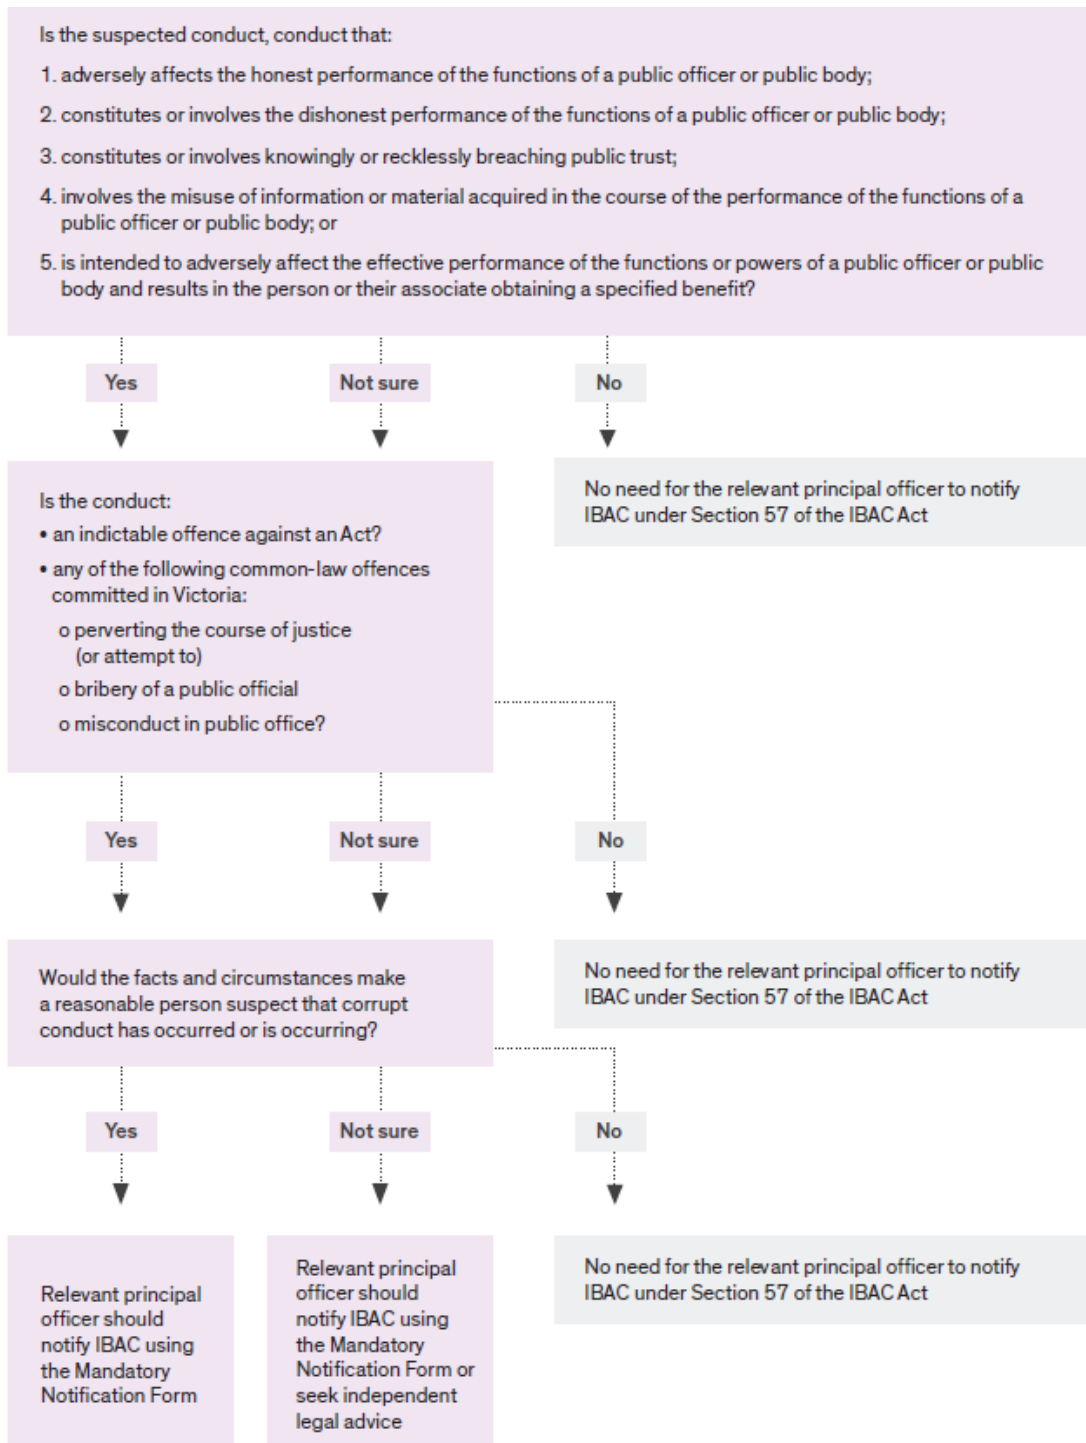 Is the suspected conduct, conduct that:
1. adversely affects the honest performance of the functions of a public officer or public body;
2. constitutes or involves the dishonest performance of the functions of a public officer or public body;
3. constitutes or involves knowingly or recklessly breaching public trust;
4. involves the misuse of information or material acquired in the course of the performance of the functions of a
public officer or public body; or
5. is intended to adversely affect the effective performance of the functions or powers of a public officer or public
body and results in the person or their associate obtaining a specified benefit?
Yes
Not sure
No
Is the conduct:
• an indictable offence against an Act?
• any of the following common-law offences
committed in Victoria:
o perverting the course of justice
(or attempt to)
o bribery of a public official
o misconduct in public office?
No need for the relevant principal officer to notify
IBAC under Section 57 of the IBAC Act
Yes
Not sure
No
Would the facts and circumstances make
a reasonable person suspect that corrupt
conduct has occurred or is occurring?
No need for the relevant principal officer to notify
IBAC under Section 57 of the IBAC Act
Yes
Not sure
No
Relevant principal
officer should
notify IBAC using
the Mandatory
Notification Form
Relevant principal
officer should
notify IBAC using
the Mandatory
Notification Form or
seek independent
legal advice
No need for the relevant principal officer to notify
IBAC under Section 57 of the IBAC Act